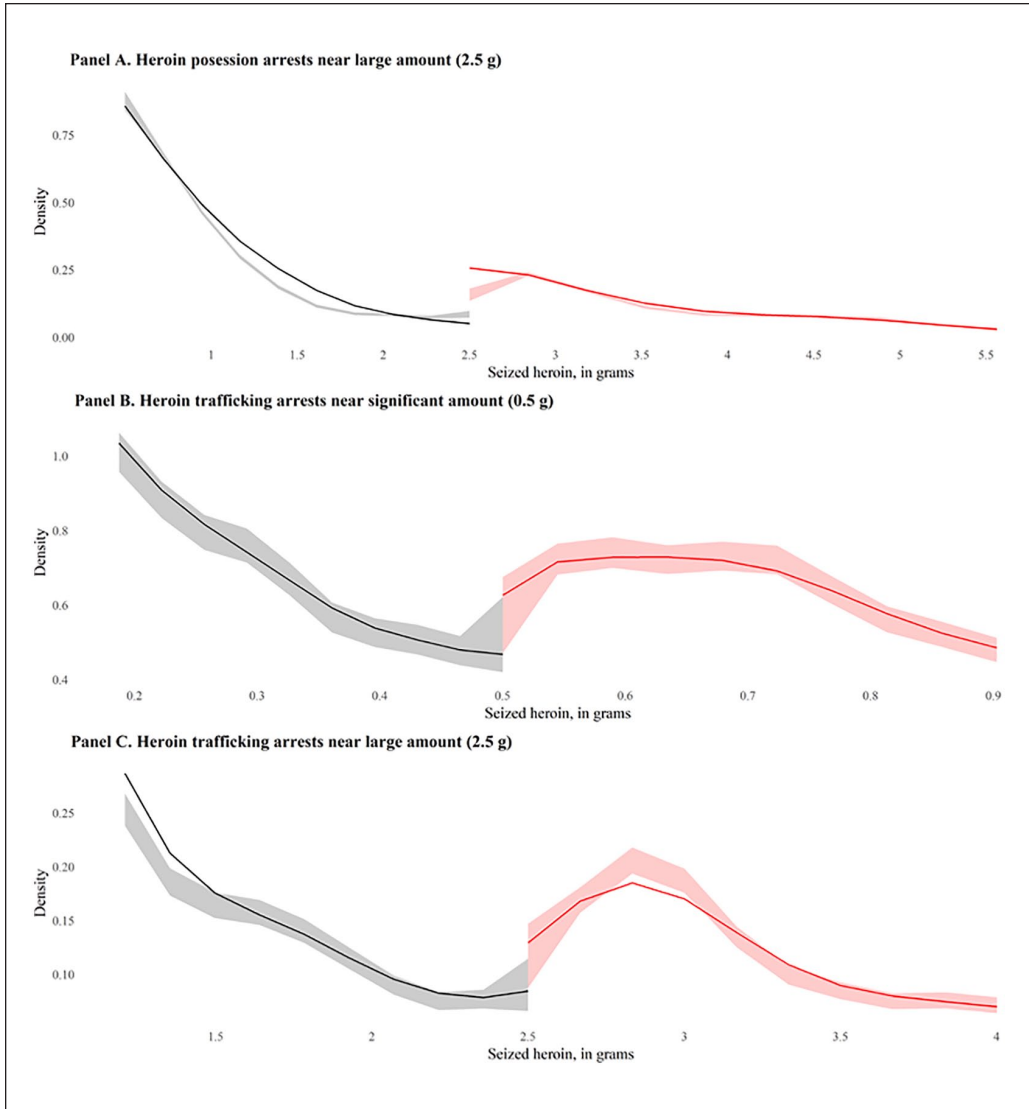 Panel A. Heroin posession arrests near large amount (2.5 g)
0.75
0.50
0.25
0.00
Density
1 1.5 2 2.5 3 3.5 4 4.5 5 5.5
Seized heroin, in grams
Panel B. Heroin trafficking arrests near significant amount (0.5 g)
1.0
0.8
0.6
0.4
Density
0.2 0.3 0.4 0.5 0.6 0.7 0.8 0.9
Seized heroin, in grams
Panel C. Heroin trafficking arrests near large amount (2.5 g)
0.25
0.20
0.15
0.10
Density
1.5 2 2.5 3 3.5 4
Seized heroin, in grams